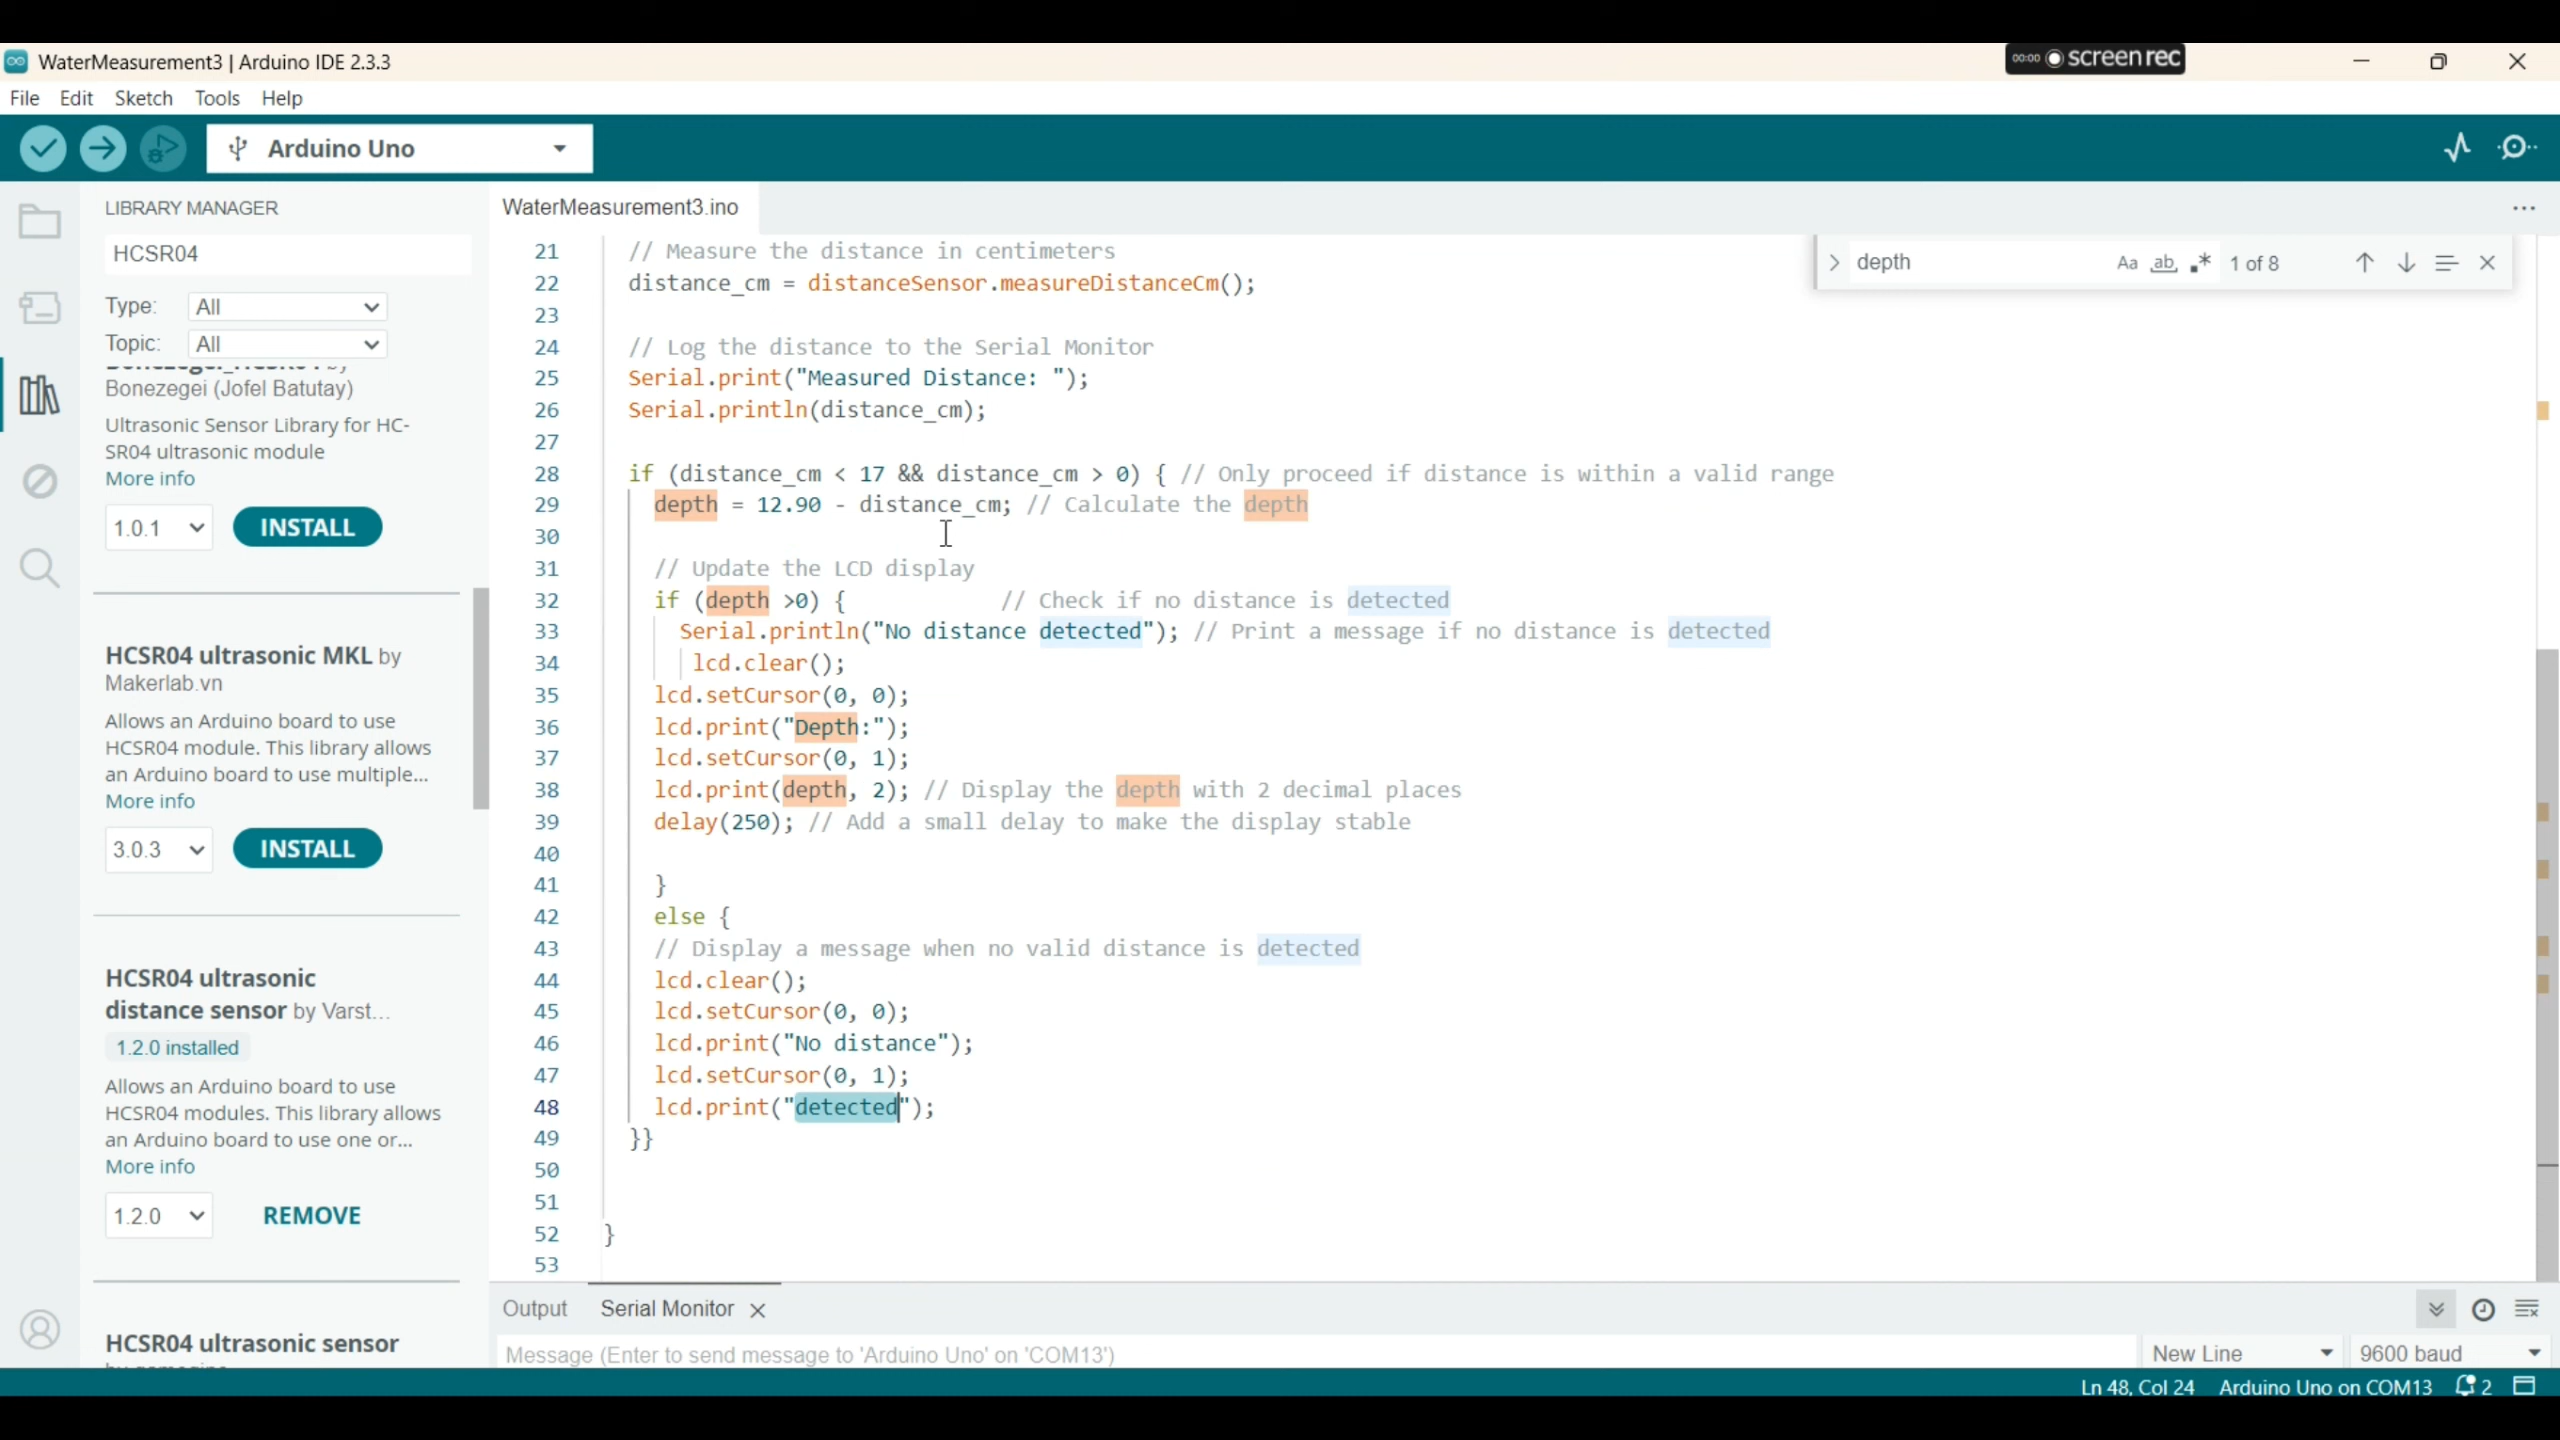 WaterMeasurement3 | Arduino IDE 2.3.3
00:00 screen rec
File Edit Sketch Tools Help
Arduino Uno
LIBRARY MANAGER
HCSR04
Type: All
Topic: All
Bonezegei (Jofel Batutay)
Ultrasonic Sensor Library for HC-
SR04 ultrasonic module
More info
1.0.1 INSTALL
HCSR04 ultrasonic MKL by
Makerlab.vn
Allows an Arduino board to use
HCSR04 module. This library allows
an Arduino board to use multiple...
More info
3.0.3 INSTALL
HCSR04 ultrasonic
distance sensor by Varst...
1.2.0 installed
Allows an Arduino board to use
HCSR04 modules. This library allows
an Arduino board to use one or...
More info
1.2.0 REMOVE
HCSR04 ultrasonic sensor
WaterMeasurement3.ino
depth Aa ab 1 of 8
21 // Measure the distance in centimeters
22 distance_cm = distanceSensor.measureDistanceCm();
23
24 // Log the distance to the Serial Monitor
25 Serial.print("Measured Distance: ");
26 Serial.println(distance_cm);
27
28 if (distance_cm < 17 && distance_cm > 0) { // Only proceed if distance is within a valid range
29 depth = 12.90 - distance_cm; // Calculate the depth
30
31 // Update the LCD display
32 if (depth >0) { // Check if no distance is detected
33 Serial.println("No distance detected"); // Print a message if no distance is detected
34 lcd.clear();
35 lcd.setCursor(0, 0);
36 lcd.print("Depth:");
37 lcd.setCursor(0, 1);
38 lcd.print(depth, 2); // Display the depth with 2 decimal places
39 delay(250); // Add a small delay to make the display stable
40
41 }
42 else {
43 // Display a message when no valid distance is detected
44 lcd.clear();
45 lcd.setCursor(0, 0);
46 lcd.print("No distance");
47 lcd.setCursor(0, 1);
48 lcd.print("detected");
49 }}
50
51
52 }
53
Output Serial Monitor
Message (Enter to send message to 'Arduino Uno' on 'COM13')
New Line 9600 baud
Ln 48, Col 24 Arduino Uno on COM13 2